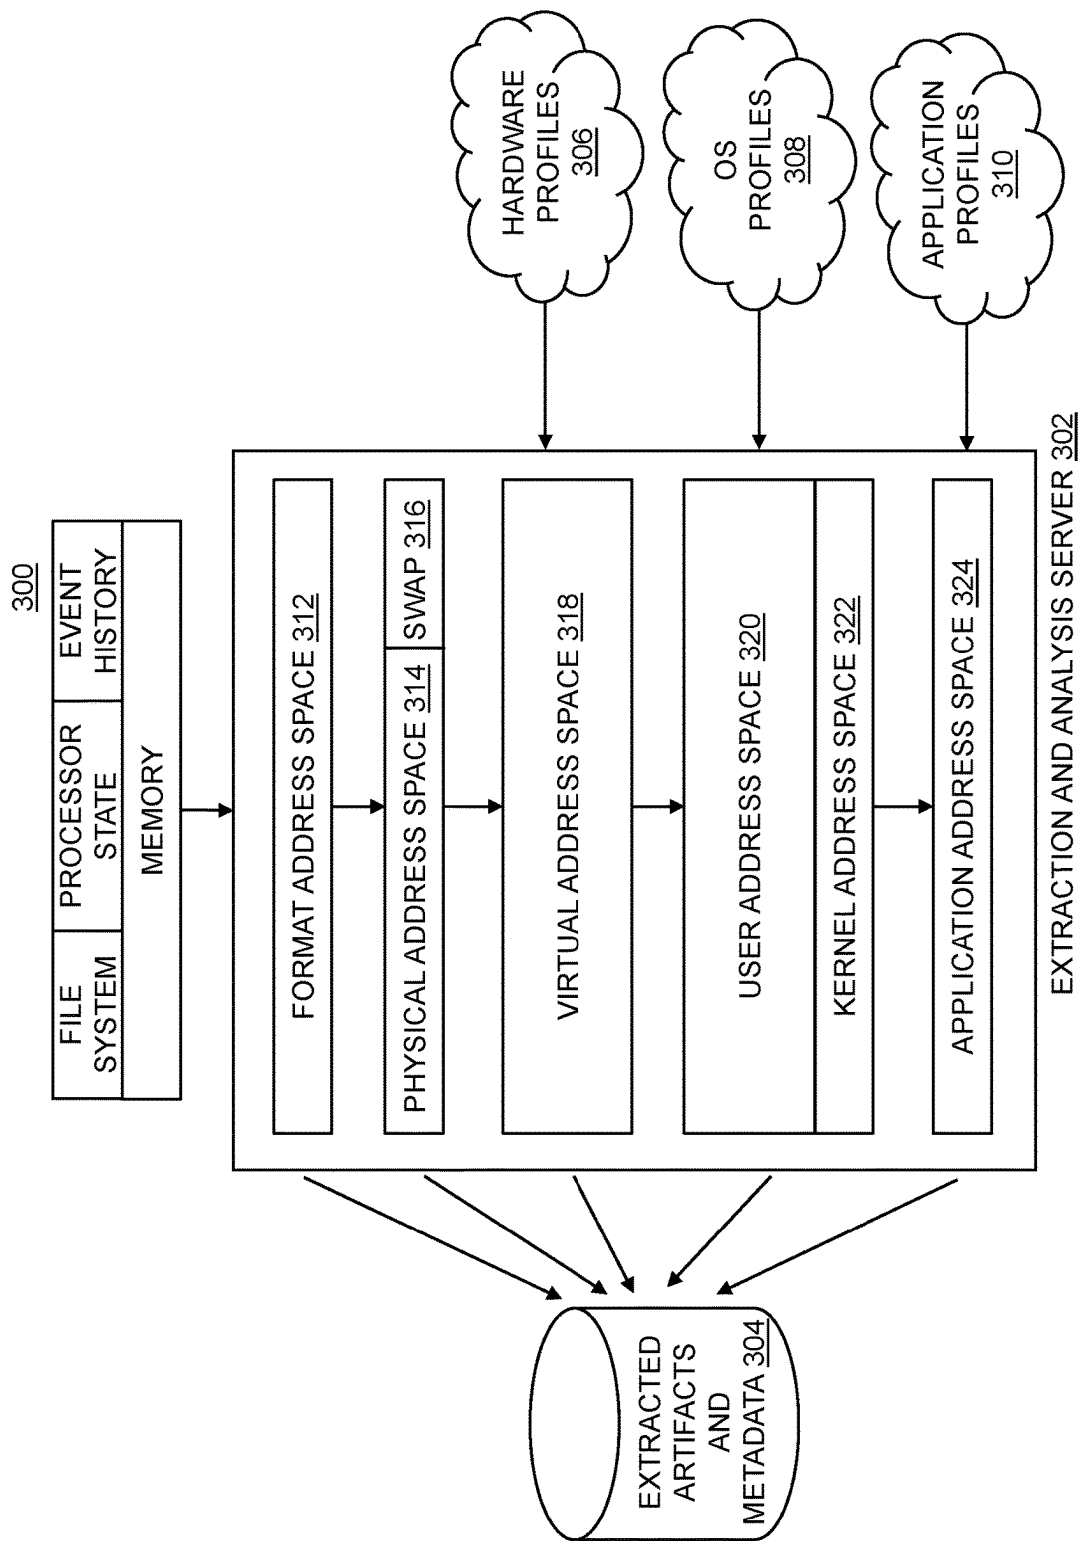 300
FILE
SYSTEM
PROCESSOR
STATE
EVENT
HISTORY
MEMORY
FORMAT ADDRESS SPACE 312
PHYSICAL ADDRESS SPACE 314
SWAP 316
VIRTUAL ADDRESS SPACE 318
USER ADDRESS SPACE 320
KERNEL ADDRESS SPACE 322
APPLICATION ADDRESS SPACE 324
EXTRACTION AND ANALYSIS SERVER 302
EXTRACTED
ARTIFACTS
AND
METADATA 304
HARDWARE
PROFILES
306
OS
PROFILES
308
APPLICATION
PROFILES
310